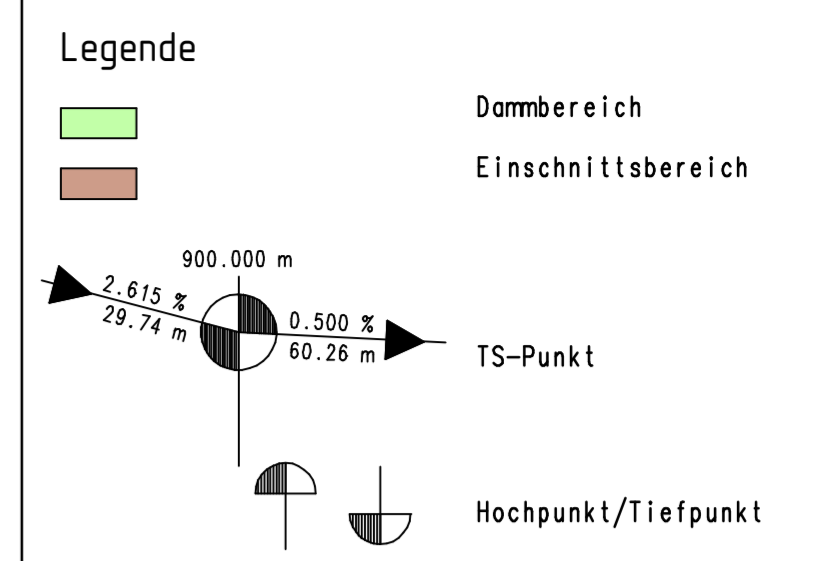 Legende
Dammbereich
Einschnittsbereich
900.000 m
2.615 %
29.74 m
0.500 %
60.26 m
TS-Punkt
Hochpunkt/Tiefpunkt